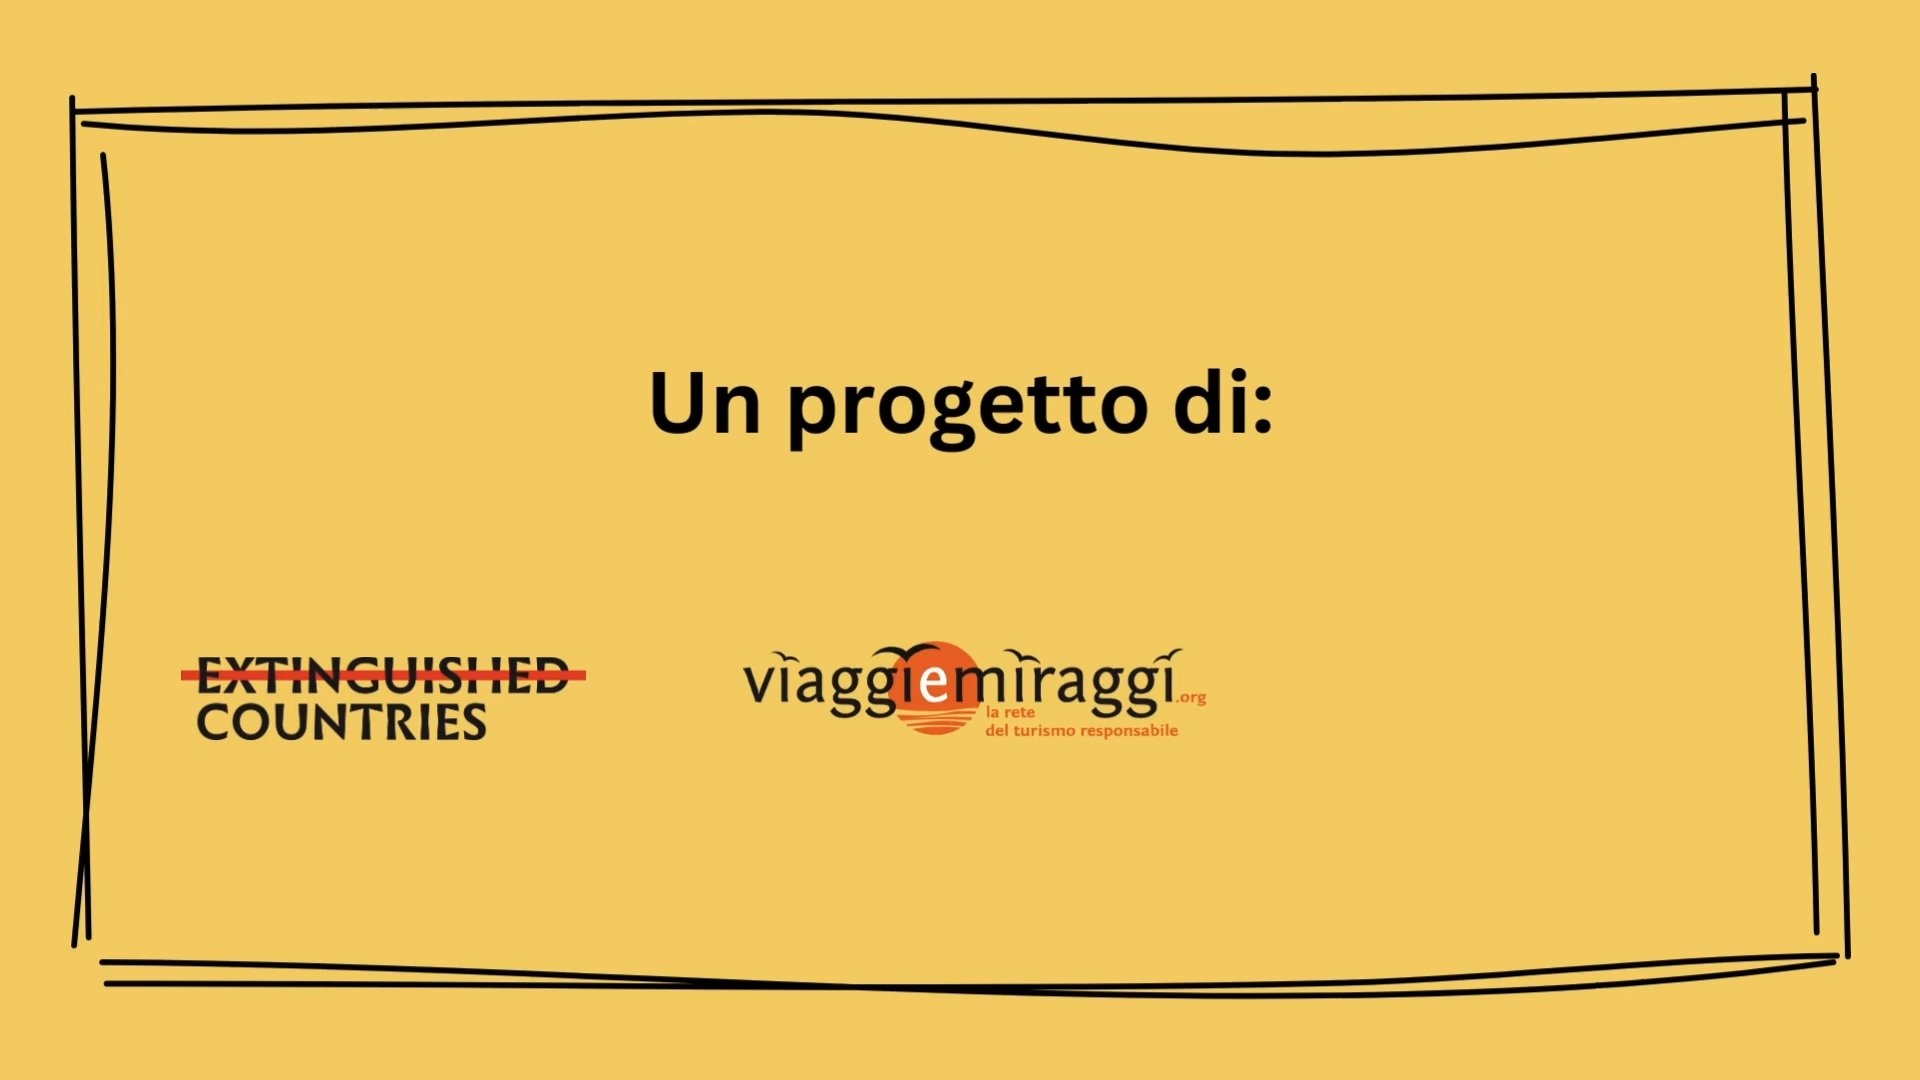 Un progetto di:
EXTINGUISHED
COUNTRIES
viaggiemiraggi.org
la rete
del turismo responsabile